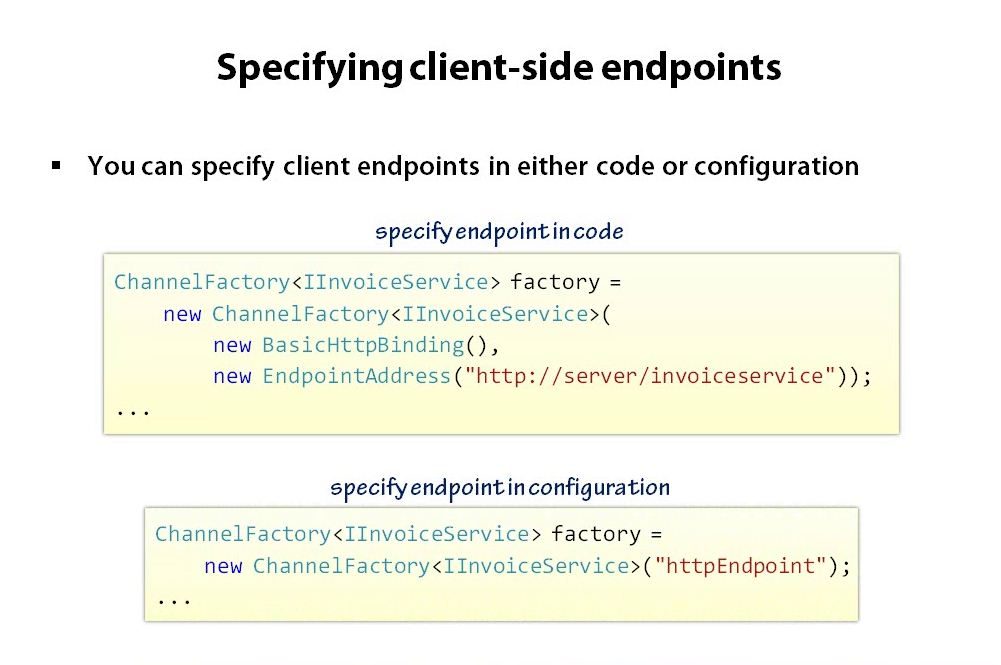 Specifying client-side endpoints
▪ You can specify client endpoints in either code or configuration
specify endpoint in code
ChannelFactory<IInvoiceService> factory =
new ChannelFactory<IInvoiceService>(
new BasicHttpBinding(),
new EndpointAddress("http://server/invoiceservice"));
...
specify endpoint in configuration
ChannelFactory<IInvoiceService> factory =
new ChannelFactory<IInvoiceService>("httpEndpoint");
...